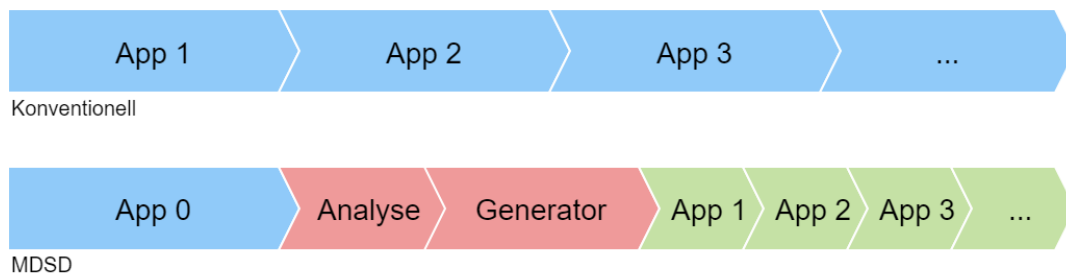 App 1
App 2
App 3
...
Konventionell
App 0
Analyse
Generator
App 1
App 2
App 3
...
MDSD